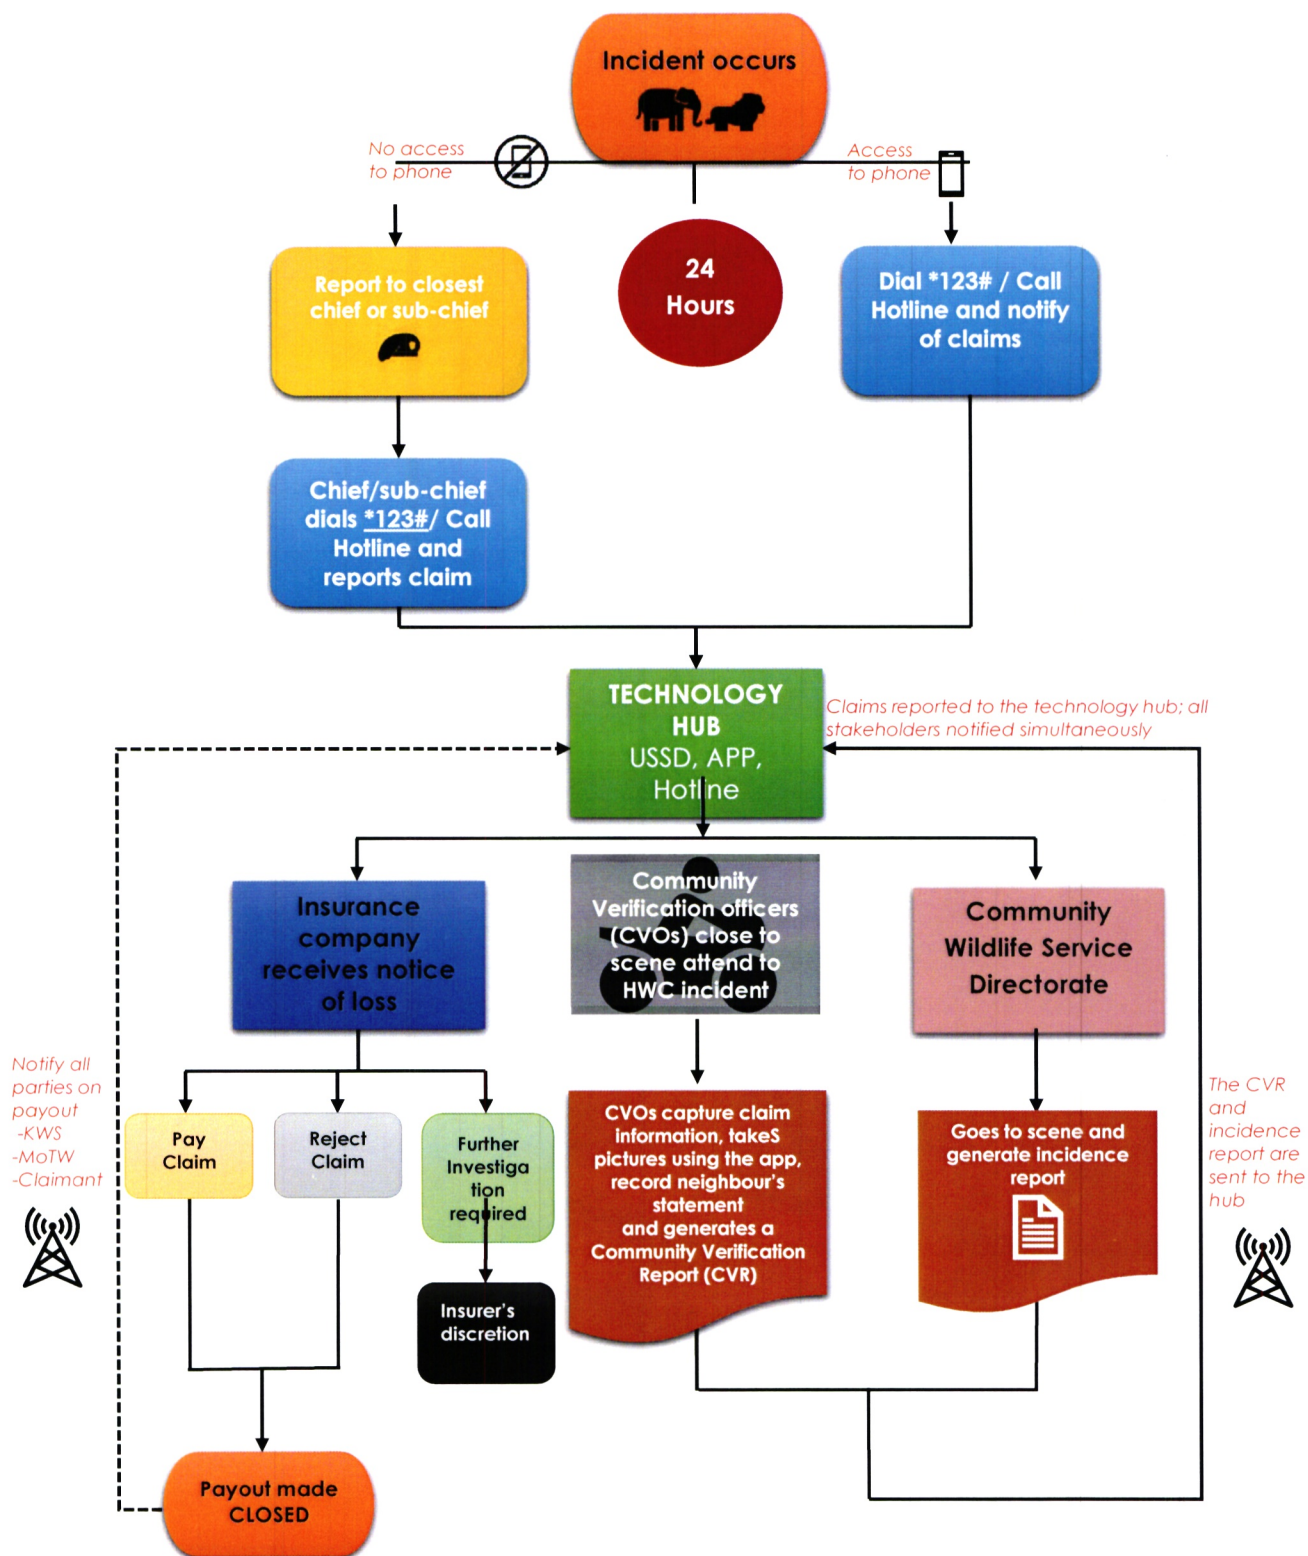 Incident occurs
No access
to phone
Access
to phone
Report to closest
chief or sub-chief
24
Hours
Dial *123# / Call
Hotline and notify
of claims
Chief/sub-chief
dials *123#/ Call
Hotline and
reports claim
TECHNOLOGY
HUB
USSD, APP,
Hotline
Claims reported to the technology hub; all
stakeholders notified simultaneously
Insurance
company
receives notice
of loss
Community
Verification officers
(CVOs) close to
scene attend to
HWC incident
Community
Wildlife Service
Directorate
Notify all
parties on
payout
-KWS
-MoTW
-Claimant
Pay
Claim
Reject
Claim
Further
Investiga
tion
required
CVOs capture claim
information, takeS
pictures using the app,
record neighbour's
statement
and generates a
Community Verification
Report (CVR)
Goes to scene and
generate incidence
report
The CVR
and
incidence
report are
sent to the
hub
Insurer's
discretion
Payout made
CLOSED